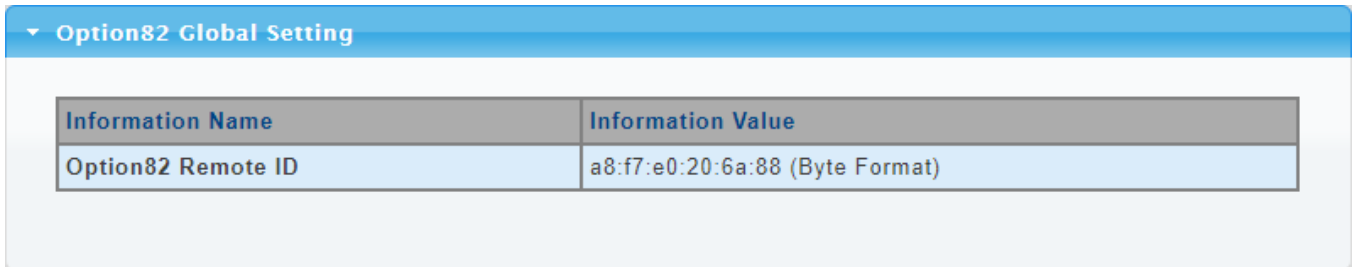 Option82 Global Setting
Information Name Information Value
Option82 Remote ID a8:f7:e0:20:6a:88 (Byte Format)